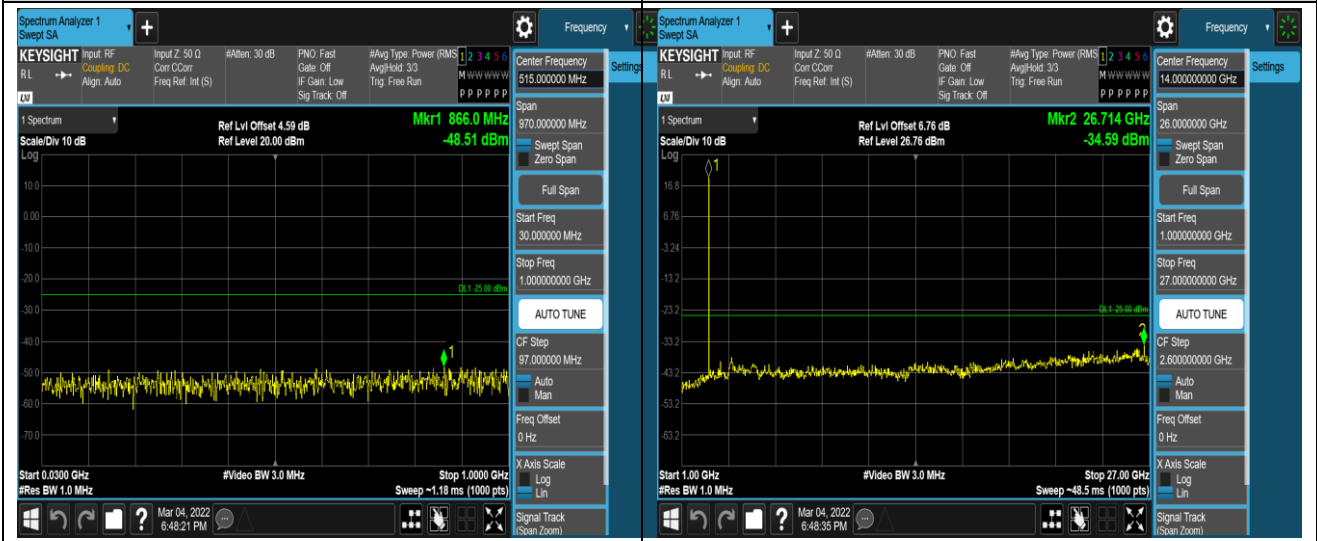 Spectrum Analyzer 1
Swept SA
+
Frequency
KEYSIGHT
RL
LXI
Input: RF
Coupling: DC
Align: Auto
Input Z: 50 Ω
Corr CCorr
Freq Ref: Int (S)
#Atten: 30 dB
PNO: Fast
Gate: Off
IF Gain: Low
Sig Track: Off
#Avg Type: Power (RMS
Avg|Hold: 3/3
Trig: Free Run
1 2 3 4 5 6
M W W W W W
P P P P P P
1 Spectrum
Scale/Div 10 dB
Log
Ref Lvl Offset 4.59 dB
Ref Level 20.00 dBm
Mkr1 866.0 MHz
-48.51 dBm
10.0
0.00
-10.0
-20.0
DL1 -25.00 dBm
-30.0
-40.0
1
-50.0
-60.0
-70.0
Start 0.0300 GHz
#Res BW 1.0 MHz
#Video BW 3.0 MHz
Stop 1.0000 GHz
Sweep ~1.18 ms (1000 pts)
?
Mar 04, 2022
6:48:21 PM
Center Frequency
515.000000 MHz
Settings
Span
970.000000 MHz
Swept Span
Zero Span
Full Span
Start Freq
30.000000 MHz
Stop Freq
1.000000000 GHz
AUTO TUNE
CF Step
97.000000 MHz
Auto
Man
Freq Offset
0 Hz
X Axis Scale
Log
Lin
Signal Track
(Span Zoom)
Spectrum Analyzer 1
Swept SA
+
Frequency
KEYSIGHT
RL
LXI
Input: RF
Coupling: DC
Align: Auto
Input Z: 50 Ω
Corr CCorr
Freq Ref: Int (S)
#Atten: 30 dB
PNO: Fast
Gate: Off
IF Gain: Low
Sig Track: Off
#Avg Type: Power (RMS
Avg|Hold: 3/3
Trig: Free Run
1 2 3 4 5 6
M W W W W W
P P P P P P
1 Spectrum
Scale/Div 10 dB
Log
Ref Lvl Offset 6.76 dB
Ref Level 26.76 dBm
Mkr2 26.714 GHz
-34.59 dBm
1
16.8
6.76
-3.24
-13.2
-23.2
DL1 -25.00 dBm
2
-33.2
-43.2
-53.2
-63.2
Start 1.00 GHz
#Res BW 1.0 MHz
#Video BW 3.0 MHz
Stop 27.00 GHz
Sweep ~48.5 ms (1000 pts)
?
Mar 04, 2022
6:48:35 PM
Center Frequency
14.000000000 GHz
Settings
Span
26.0000000 GHz
Swept Span
Zero Span
Full Span
Start Freq
1.000000000 GHz
Stop Freq
27.000000000 GHz
AUTO TUNE
CF Step
2.600000000 GHz
Auto
Man
Freq Offset
0 Hz
X Axis Scale
Log
Lin
Signal Track
(Span Zoom)